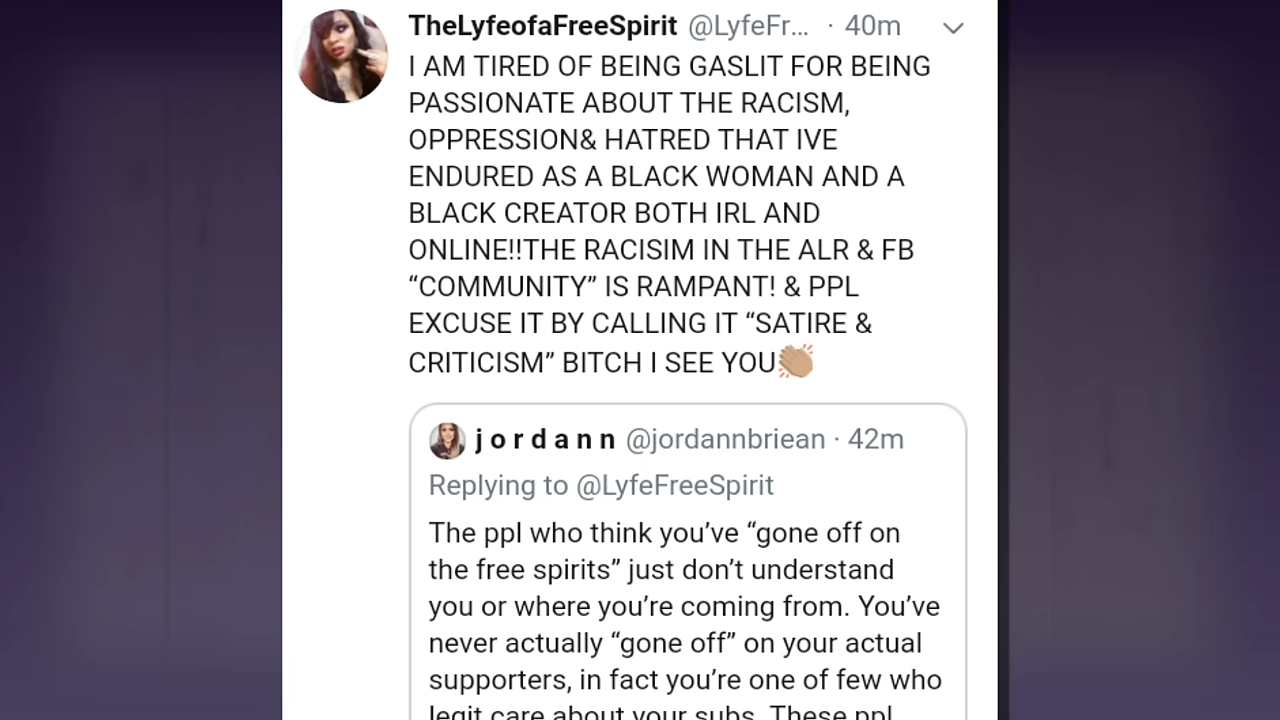 TheLyfeofaFreeSpirit @LyfeFr... · 40m
I AM TIRED OF BEING GASLIT FOR BEING
PASSIONATE ABOUT THE RACISM,
OPPRESSION& HATRED THAT IVE
ENDURED AS A BLACK WOMAN AND A
BLACK CREATOR BOTH IRL AND
ONLINE!!THE RACISIM IN THE ALR & FB
“COMMUNITY” IS RAMPANT! & PPL
EXCUSE IT BY CALLING IT “SATIRE &
CRITICISM” BITCH I SEE YOU👏🏽
j o r d a n n @jordannbriean · 42m
Replying to @LyfeFreeSpirit
The ppl who think you’ve “gone off on
the free spirits” just don’t understand
you or where you’re coming from. You’ve
never actually “gone off” on your actual
supporters, in fact you’re one of few who
legit care about your subs. These ppl